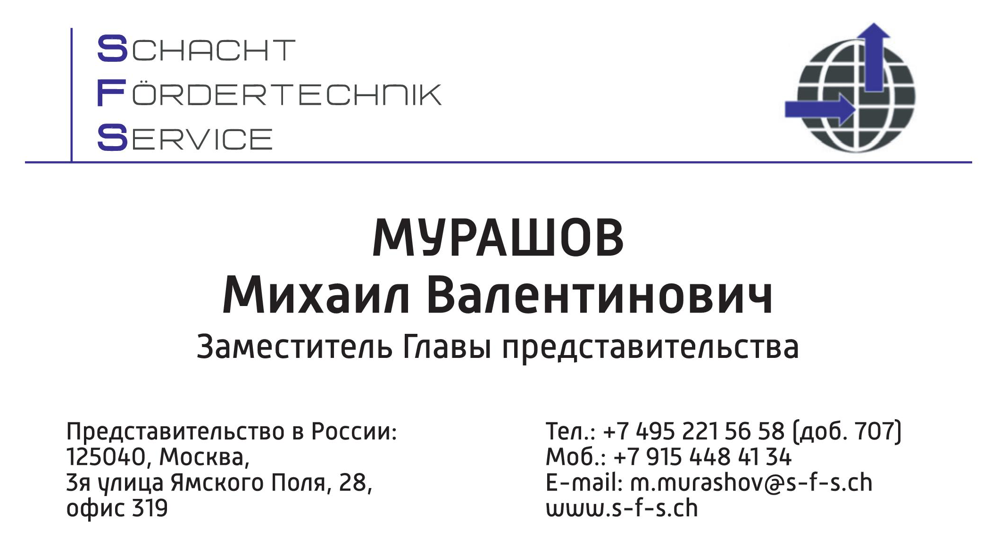 SCHACHT
FÖRDERTECHNIK
SERVICE
МУРАШОВ
Михаил Валентинович
Заместитель Главы представительства
Представительство в России:
125040, Москва,
3я улица Ямского Поля, 28,
офис 319
Тел.: +7 495 221 56 58 (доб. 707)
Моб.: +7 915 448 41 34
E-mail: m.murashov@s-f-s.ch
www.s-f-s.ch